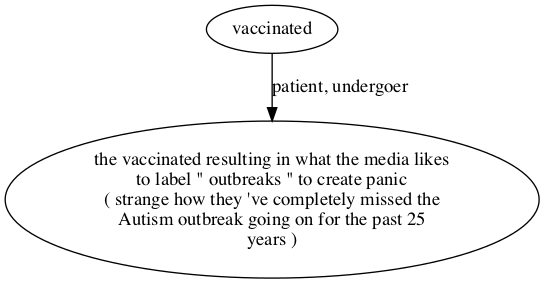 vaccinated
patient, undergoer
the vaccinated resulting in what the media likes
to label " outbreaks " to create panic
( strange how they 've completely missed the
Autism outbreak going on for the past 25
years )